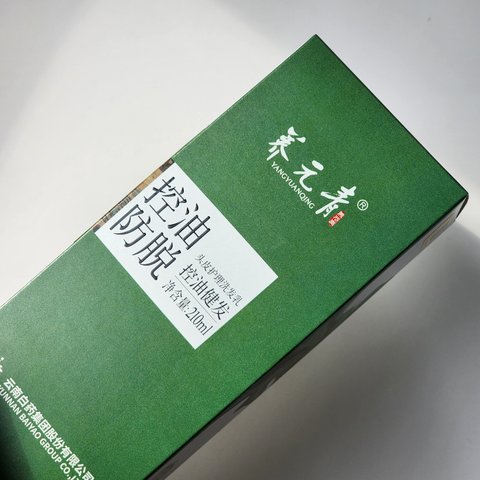 养元青®
YANGYUANQING
控油
防脱
头皮护理洗发乳
控油健发
净含量:210ml
云南白药集团股份有限公司
YUNNAN BAIYAO GROUP CO.,